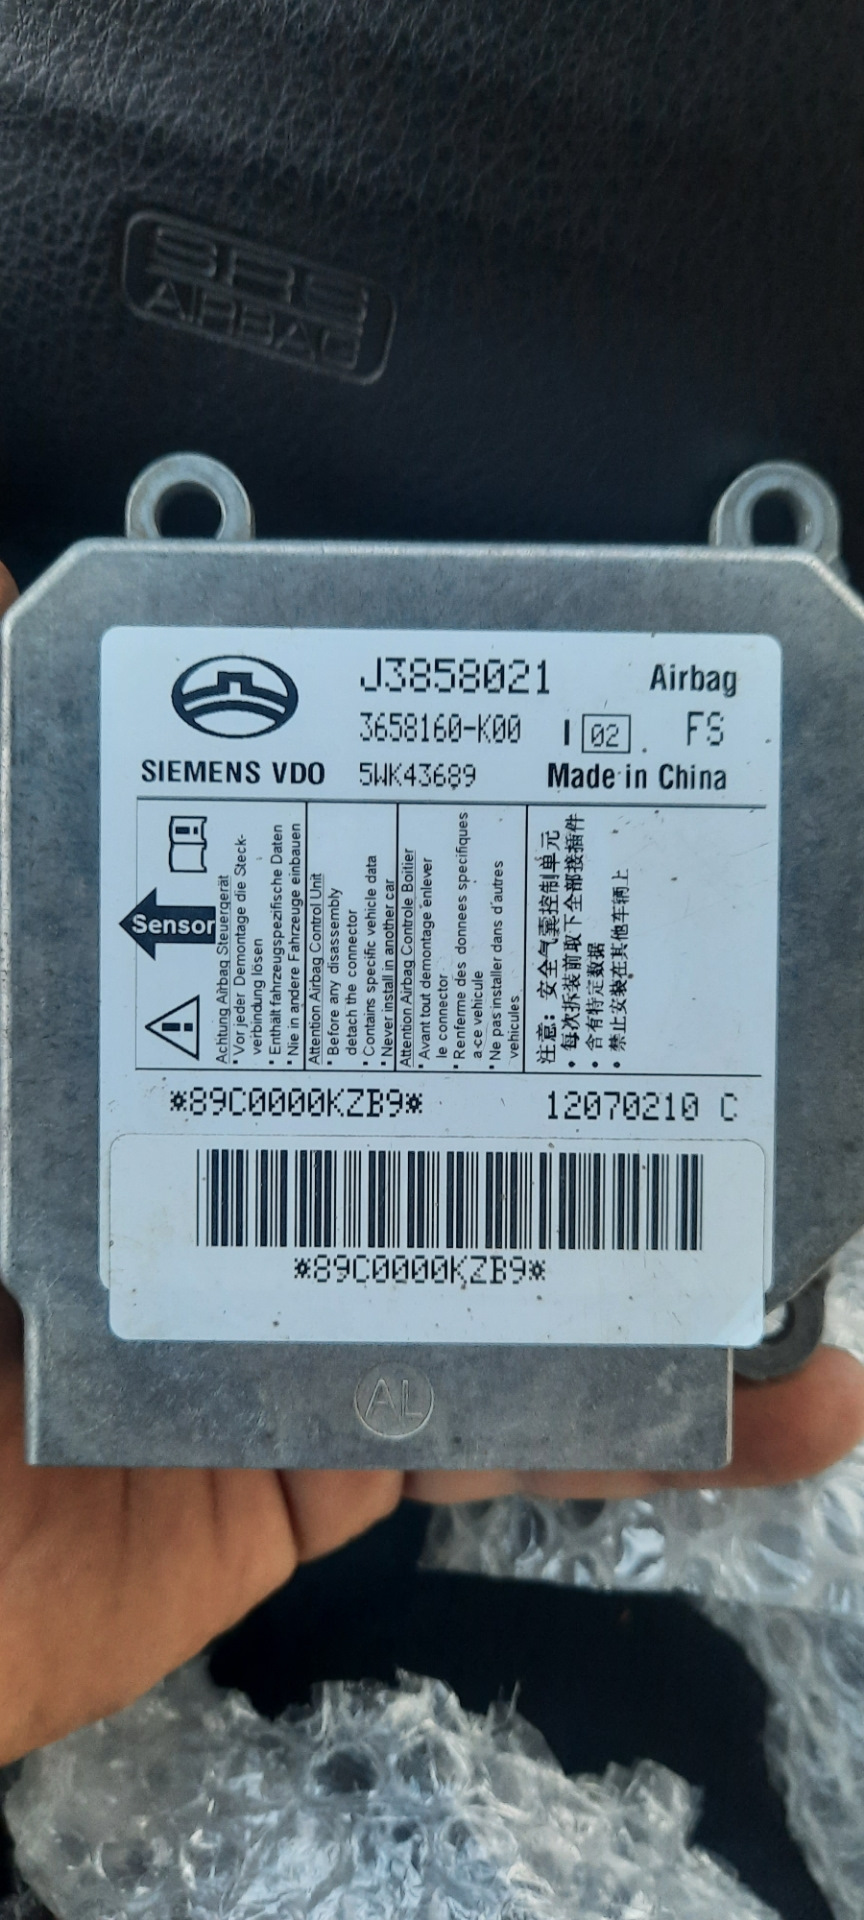 SRS
AIRBAG
J3858021
Airbag
3658160-K00
I 02 .
FS
SIEMENS VDO
5WK43689
Made in China
Sensor
Achtung Airbag Steuergerät
* Vor jeder Demontage die Steck-
verbindung lösen
* Enthält fahrzeugspezifische Daten
* Nie in andere Fahrzeuge einbauen
Attention Airbag Control Unit
* Before any disassembly
detach the connector
* Contains specific vehicle data
* Never install in another car
Attention Airbag Controle Boitier
* Avant tout demontage enlever
le connector
* Renferme des donnees specifiques
a ce vehicule
* Ne pas installer dans d'autres
vehicules
注意：安全气囊控制单元
• 每次拆装前取下全部接插件
• 含有特定数据
• 禁止安装在其他车辆上
*89C0000KZB9*
12070210 C
*89C0000KZB9*
AL